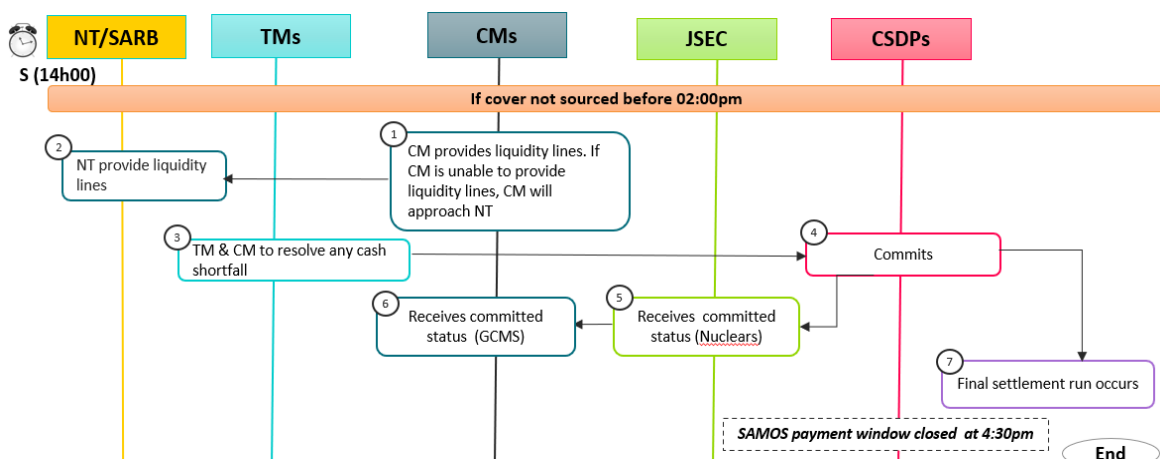 NT/SARB
TMs
CMs
JSEC
CSDPs
S (14h00)
If cover not sourced before 02:00pm
1
CM provides liquidity lines. If
CM is unable to provide
liquidity lines, CM will
approach NT
2
NT provide liquidity
lines
3
TM & CM to resolve any cash
shortfall
4
Commits
5
Receives committed
status (Nuclears)
6
Receives committed
status (GCMS)
7
Final settlement run occurs
SAMOS payment window closed at 4:30pm
End